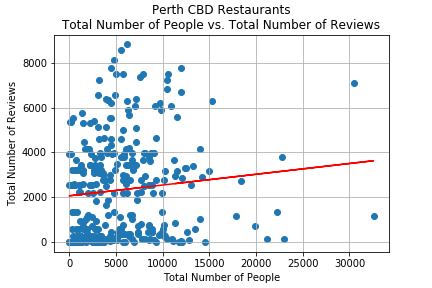 Perth CBD Restaurants
Total Number of People vs. Total Number of Reviews
Total Number of Reviews
8000
6000
4000
2000
0
0 5000 10000 15000 20000 25000 30000
Total Number of People